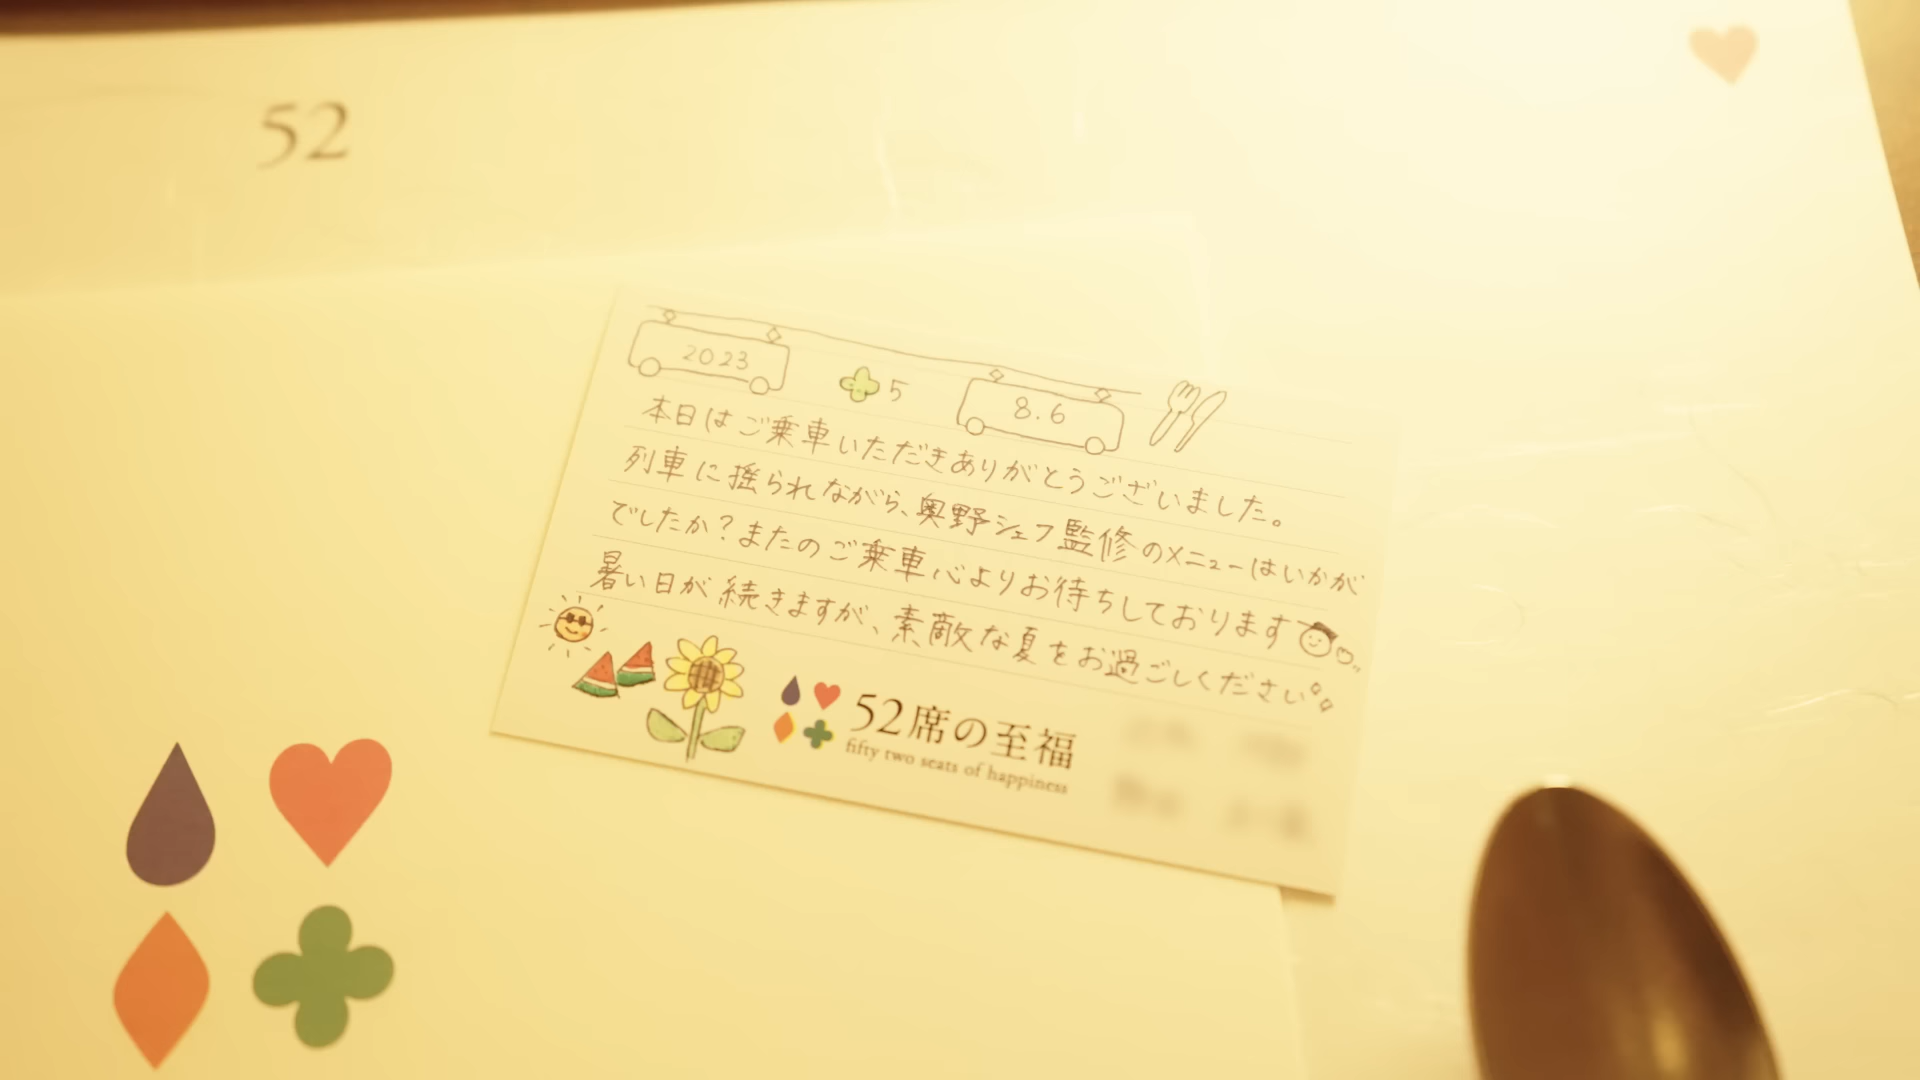 52
2023 5 8.6
本日はご乗車いただきありがとうございました。
列車に揺られながら、奥野シェフ監修のメニューはいかが
でしたか？またのご乗車心よりお待ちしております
暑い日が続きますが、素敵な夏をお過ごしください
52席の至福
fifty two seats of happiness